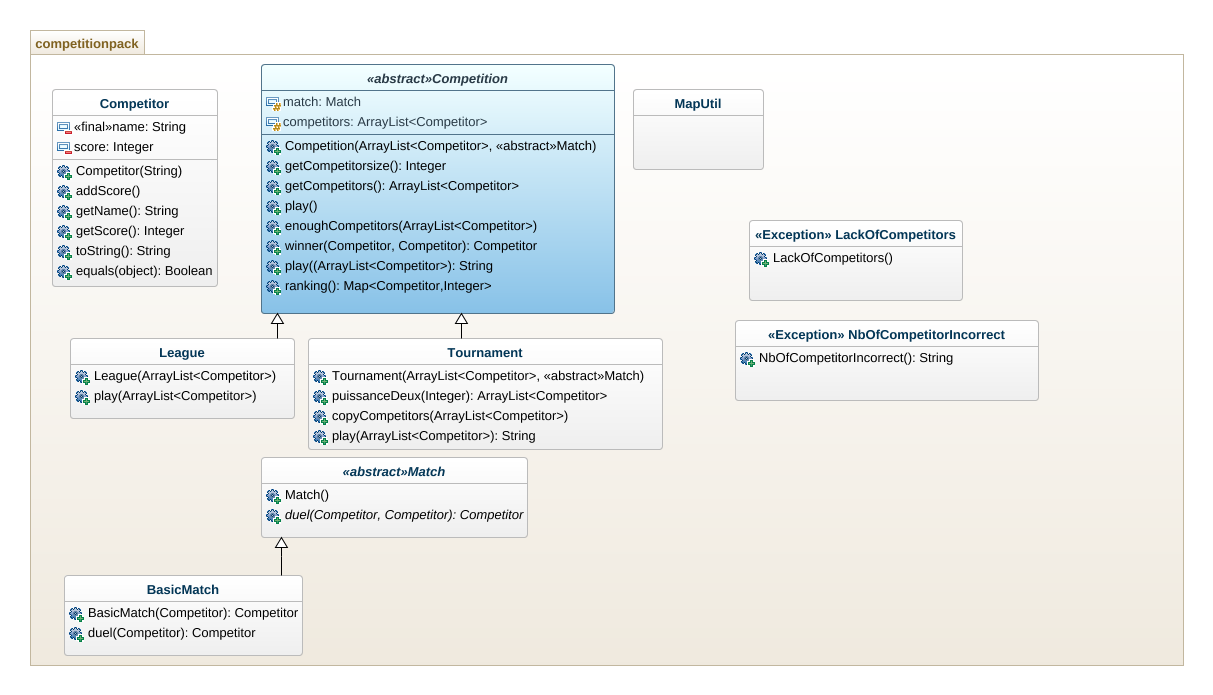 competitionpack
Competitor
«final»name: String
score: Integer
Competitor(String)
addScore()
getName(): String
getScore(): Integer
toString(): String
equals(object): Boolean
«abstract»Competition
match: Match
competitors: ArrayList<Competitor>
Competition(ArrayList<Competitor>, «abstract»Match)
getCompetitorsize(): Integer
getCompetitors(): ArrayList<Competitor>
play()
enoughCompetitors(ArrayList<Competitor>)
winner(Competitor, Competitor): Competitor
play((ArrayList<Competitor>): String
ranking(): Map<Competitor,Integer>
MapUtil
«Exception» LackOfCompetitors
LackOfCompetitors()
«Exception» NbOfCompetitorIncorrect
NbOfCompetitorIncorrect(): String
League
League(ArrayList<Competitor>)
play(ArrayList<Competitor>)
Tournament
Tournament(ArrayList<Competitor>, «abstract»Match)
puissanceDeux(Integer): ArrayList<Competitor>
copyCompetitors(ArrayList<Competitor>)
play(ArrayList<Competitor>): String
«abstract»Match
Match()
duel(Competitor, Competitor): Competitor
BasicMatch
BasicMatch(Competitor): Competitor
duel(Competitor): Competitor